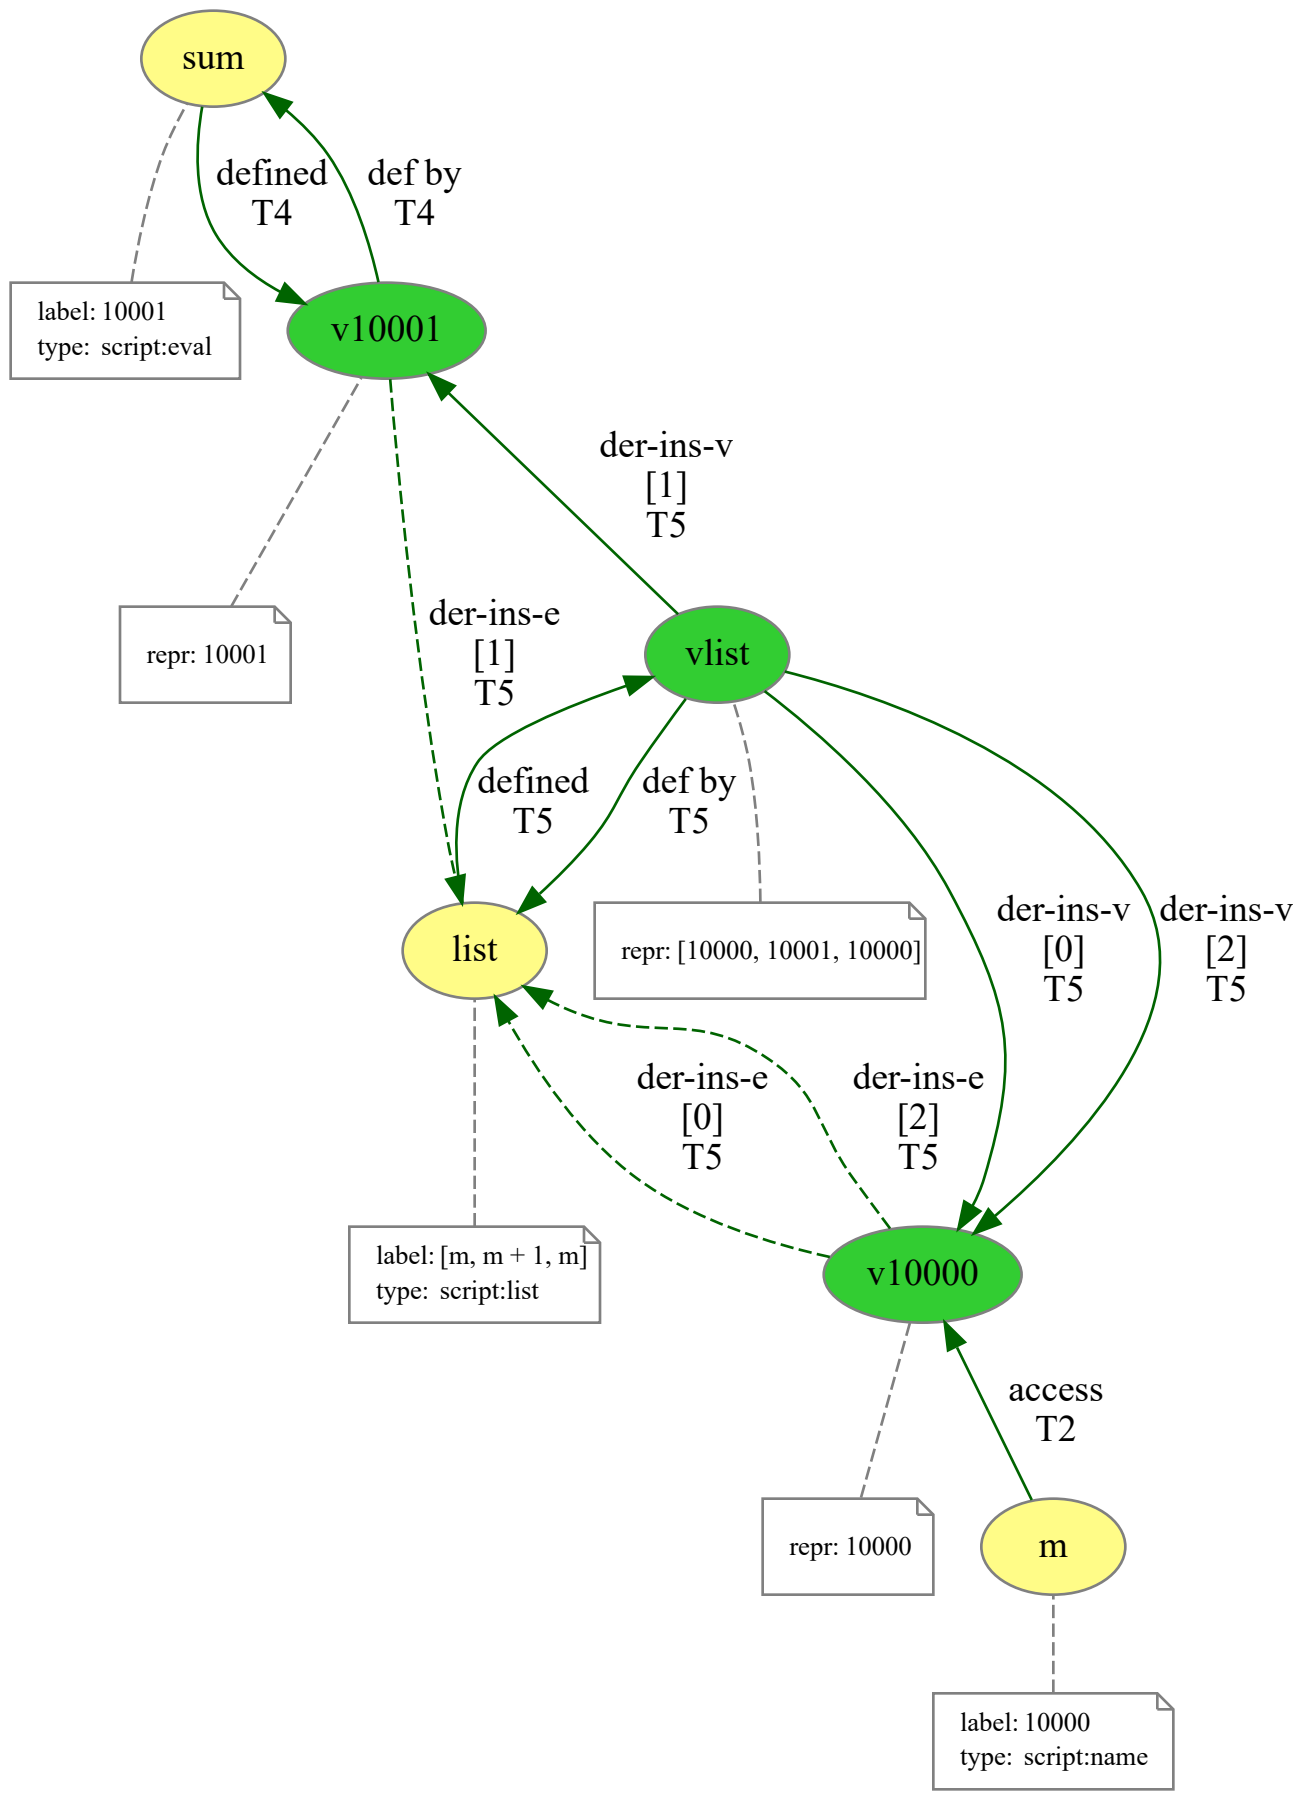 sum
defined
T4
def by
T4
label: 10001
type: script:eval
v10001
der-ins-v
[1]
T5
der-ins-e
[1]
T5
repr: 10001
vlist
defined
T5
def by
T5
der-ins-v
[0]
T5
der-ins-v
[2]
T5
list
repr: [10000, 10001, 10000]
der-ins-e
[0]
T5
der-ins-e
[2]
T5
label: [m, m + 1, m]
type: script:list
v10000
access
T2
repr: 10000
m
label: 10000
type: script:name